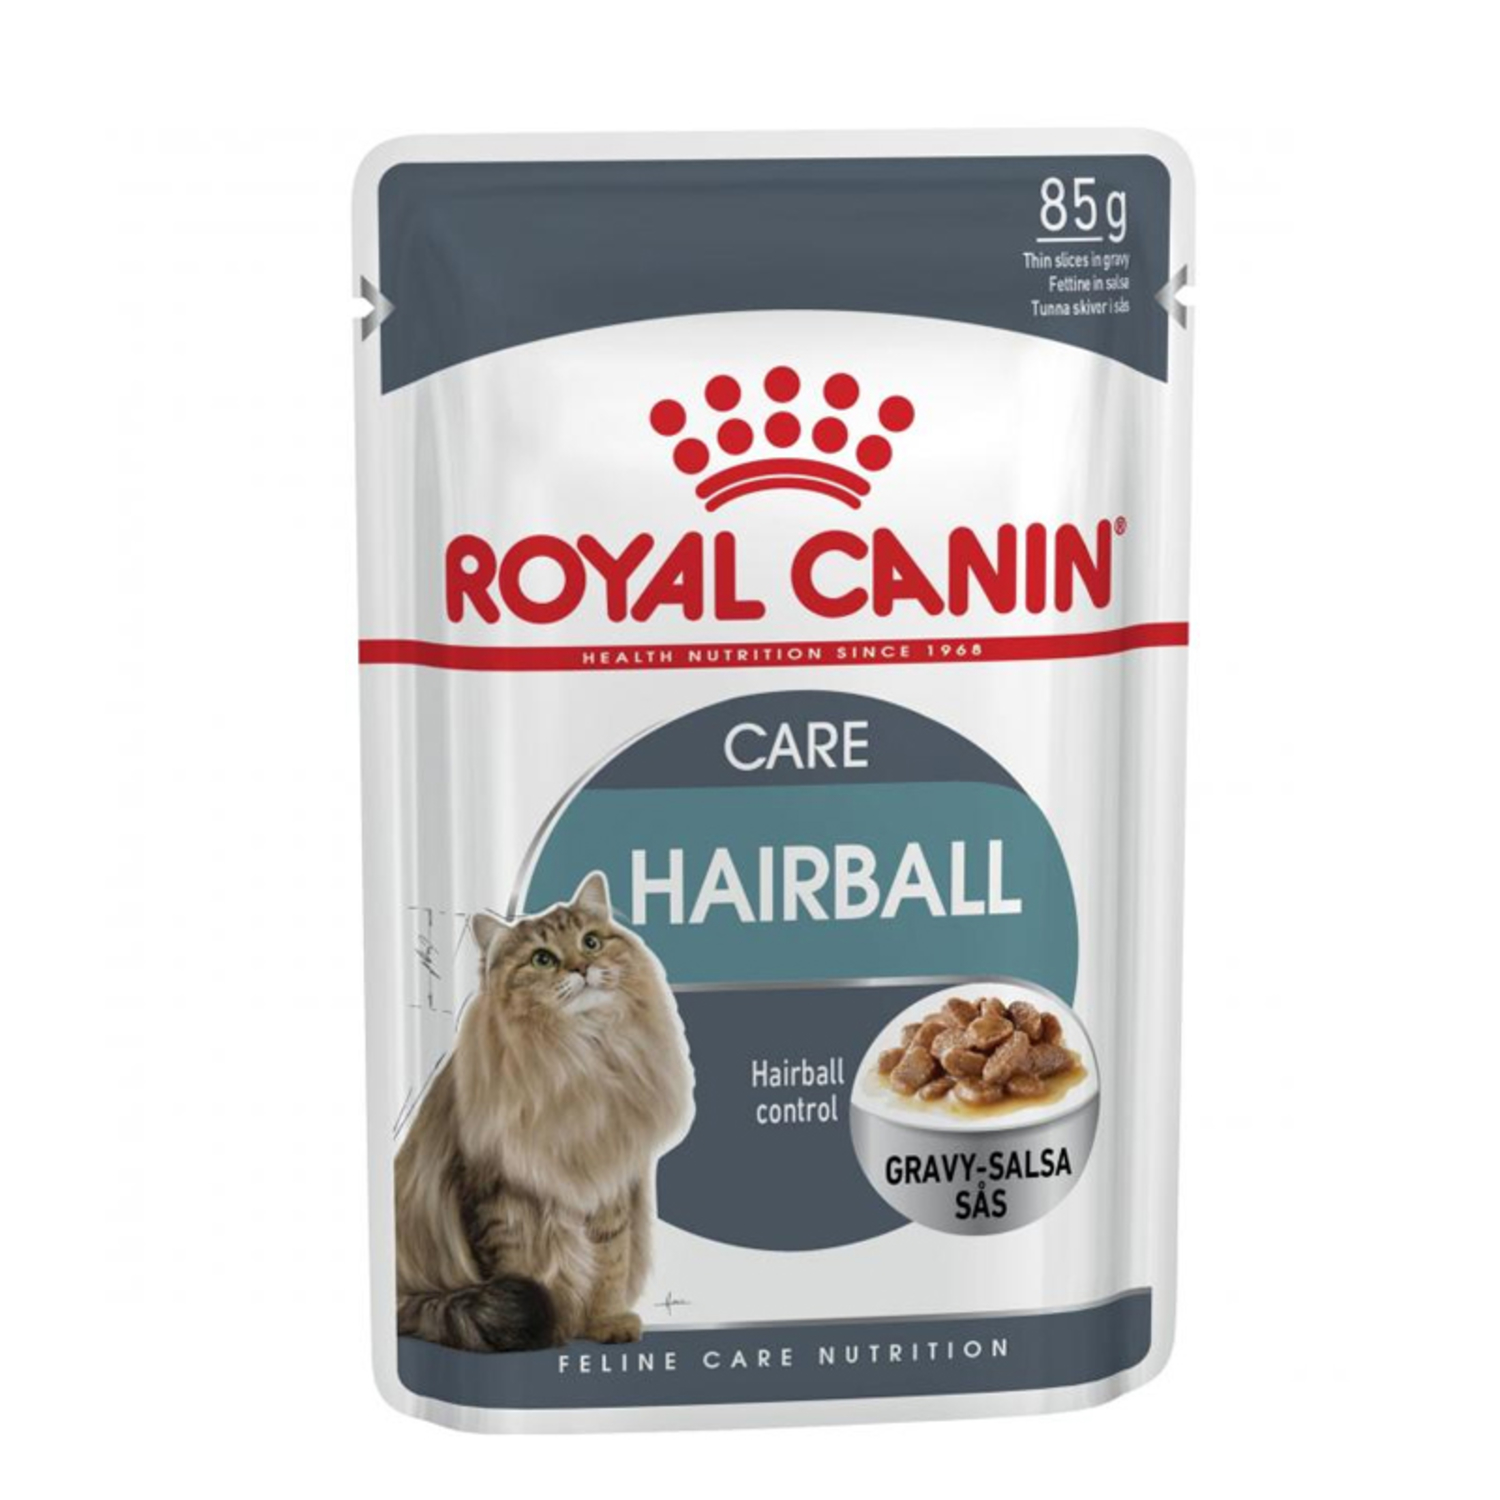 85g
Thin slices in gravy
Fettine in salsa
Tunna skivor i sås
ROYAL CANIN®
HEALTH NUTRITION SINCE 1968
CARE
HAIRBALL
Hairball
control
GRAVY-SALSA
SÅS
FELINE CARE NUTRITION